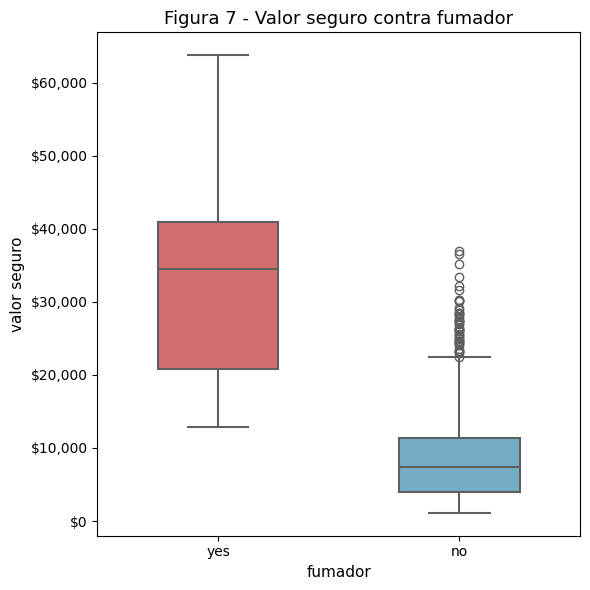 Figura 7 - Valor seguro contra fumador
valor seguro
$60,000
$50,000
$40,000
$30,000
$20,000
$10,000
$0
yes
no
fumador